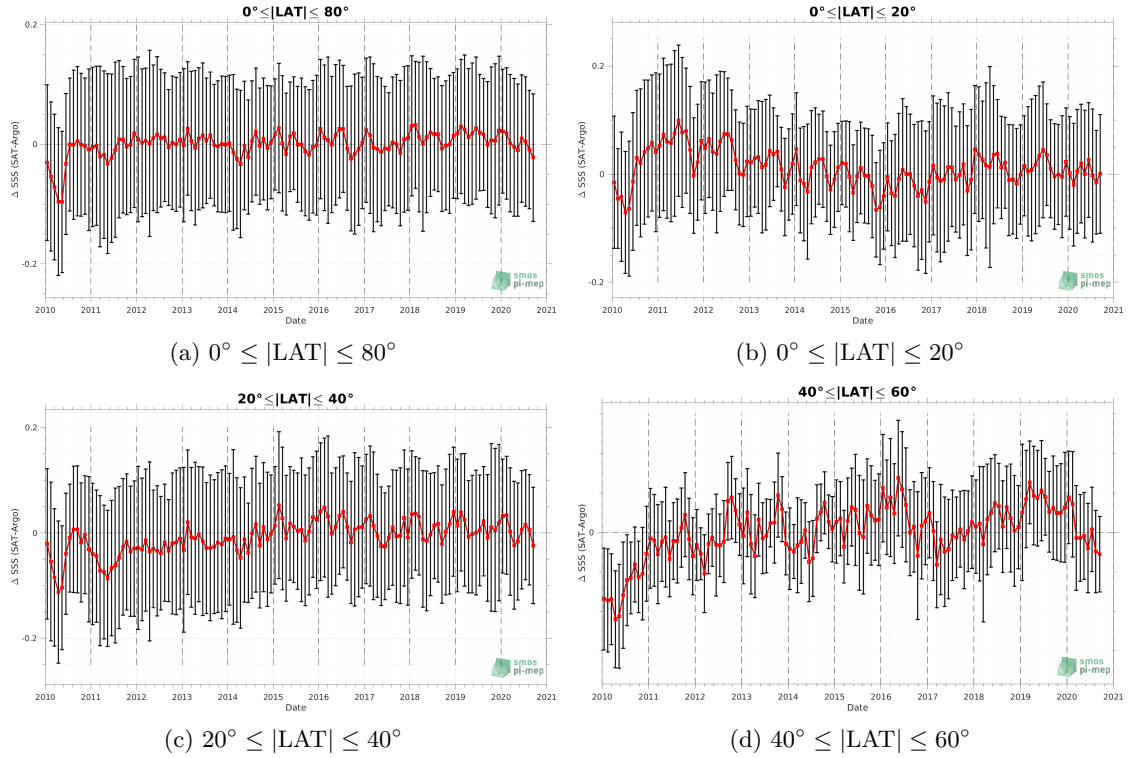 0°≤|LAT|≤ 80°
0.2
0
-0.2
Δ SSS (SAT-Argo)
2010 2011 2012 2013 2014 2015 2016 2017 2018 2019 2020 2021
Date
smos
pi-mep
(a) 0° ≤ |LAT| ≤ 80°
0°≤|LAT|≤ 20°
0.2
0
-0.2
Δ SSS (SAT-Argo)
2010 2011 2012 2013 2014 2015 2016 2017 2018 2019 2020 2021
Date
smos
pi-mep
(b) 0° ≤ |LAT| ≤ 20°
20°≤|LAT|≤ 40°
0.2
0
-0.2
Δ SSS (SAT-Argo)
2010 2011 2012 2013 2014 2015 2016 2017 2018 2019 2020 2021
Date
smos
pi-mep
(c) 20° ≤ |LAT| ≤ 40°
40°≤|LAT|≤ 60°
0
Δ SSS (SAT-Argo)
2010 2011 2012 2013 2014 2015 2016 2017 2018 2019 2020 2021
Date
smos
pi-mep
(d) 40° ≤ |LAT| ≤ 60°